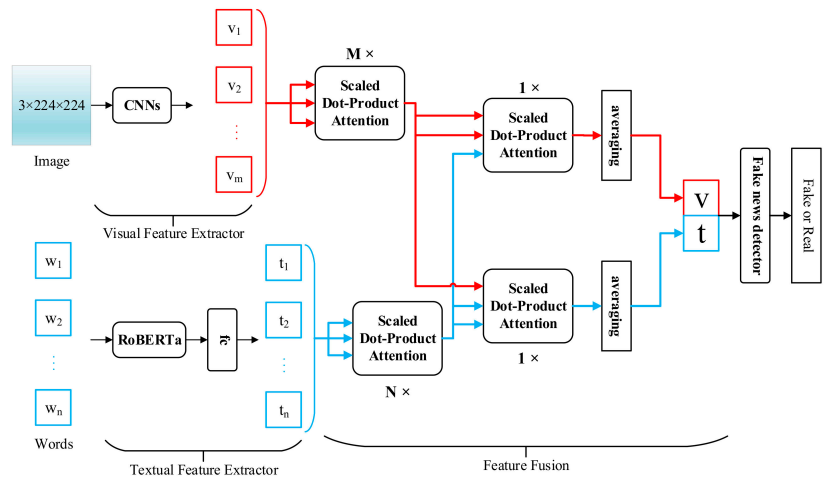 3×224×224
Image
CNNs
v1
v2
⋮
vm
Visual Feature Extractor
M ×
Scaled
Dot-Product
Attention
1 ×
Scaled
Dot-Product
Attention
averaging
v
t
Fake news detector
Fake or Real
w1
w2
⋮
wn
Words
RoBERTa
fc
t1
t2
⋮
tn
Textual Feature Extractor
Scaled
Dot-Product
Attention
N ×
Scaled
Dot-Product
Attention
1 ×
averaging
Feature Fusion